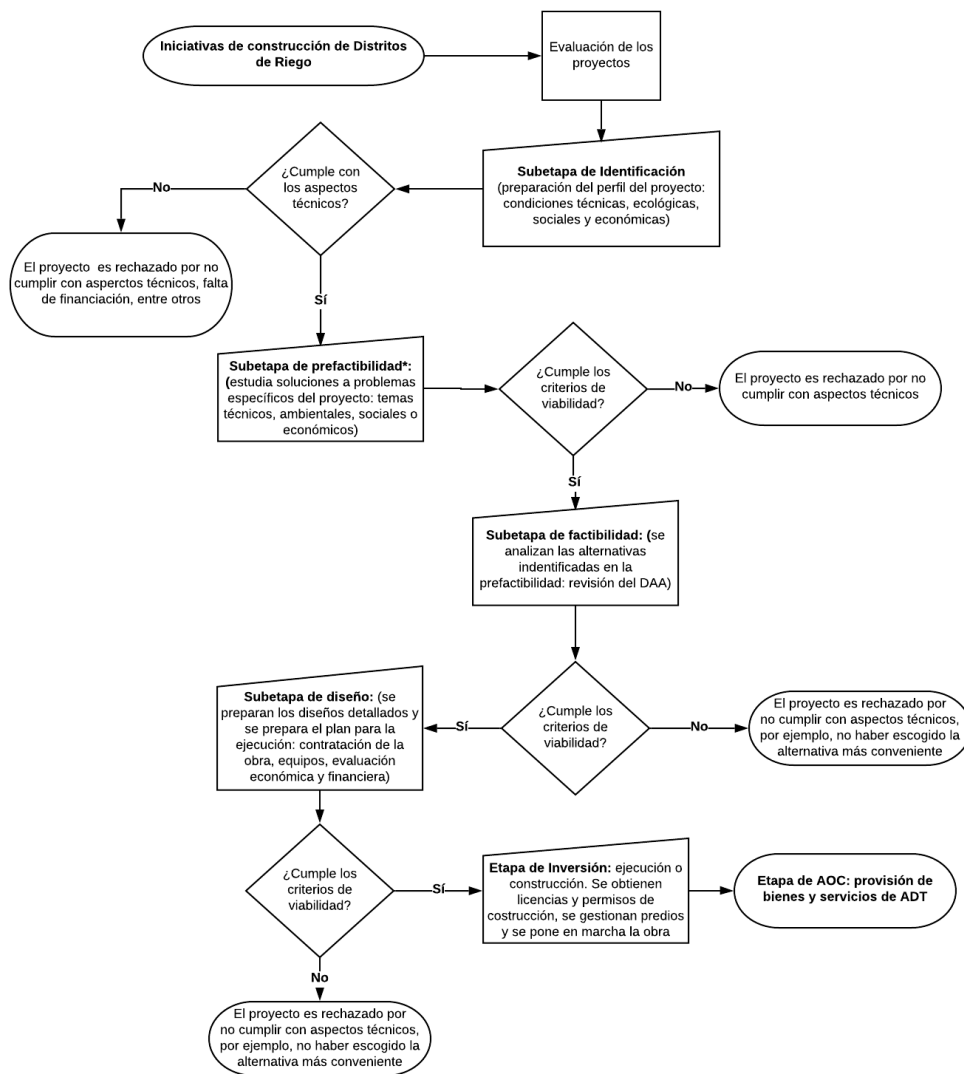 Iniciativas de construcción de Distritos
de Riego
Evaluación de los
proyectos
Subetapa de Identificación
(preparación del perfil del proyecto:
condiciones técnicas, ecológicas,
sociales y económicas)
¿Cumple con
los aspectos
técnicos?
No
El proyecto  es rechazado por no
cumplir con asperctos técnicos, falta
de financiación, entre otros
Sí
Subetapa de prefactibilidad*:
(estudia soluciones a problemas
específicos del proyecto: temas
técnicos, ambientales, sociales o
económicos)
¿Cumple los
criterios de
viabilidad?
No
El proyecto es rechazado por no
cumplir con aspectos técnicos
Sí
Subetapa de factibilidad: (se
analizan las alternativas
indentificadas en la
prefactibilidad: revisión del DAA)
¿Cumple los
criterios de
viabilidad?
No
El proyecto es rechazado por
no cumplir con aspectos técnicos,
por ejemplo, no haber escogido la
alternativa más conveniente
Sí
Subetapa de diseño: (se
preparan los diseños detallados y
se prepara el plan para la
ejecución: contratación de la
obra, equipos, evaluación
económica y financiera)
¿Cumple los
criterios de
viabilidad?
Sí
Etapa de Inversión: ejecución o
construcción. Se obtienen
licencias y permisos de
costrucción, se gestionan predios
y se pone en marcha la obra
Etapa de AOC: provisión de
bienes y servicios de ADT
No
El proyecto es rechazado por
no cumplir con aspectos técnicos,
por ejemplo, no haber escogido la
alternativa más conveniente